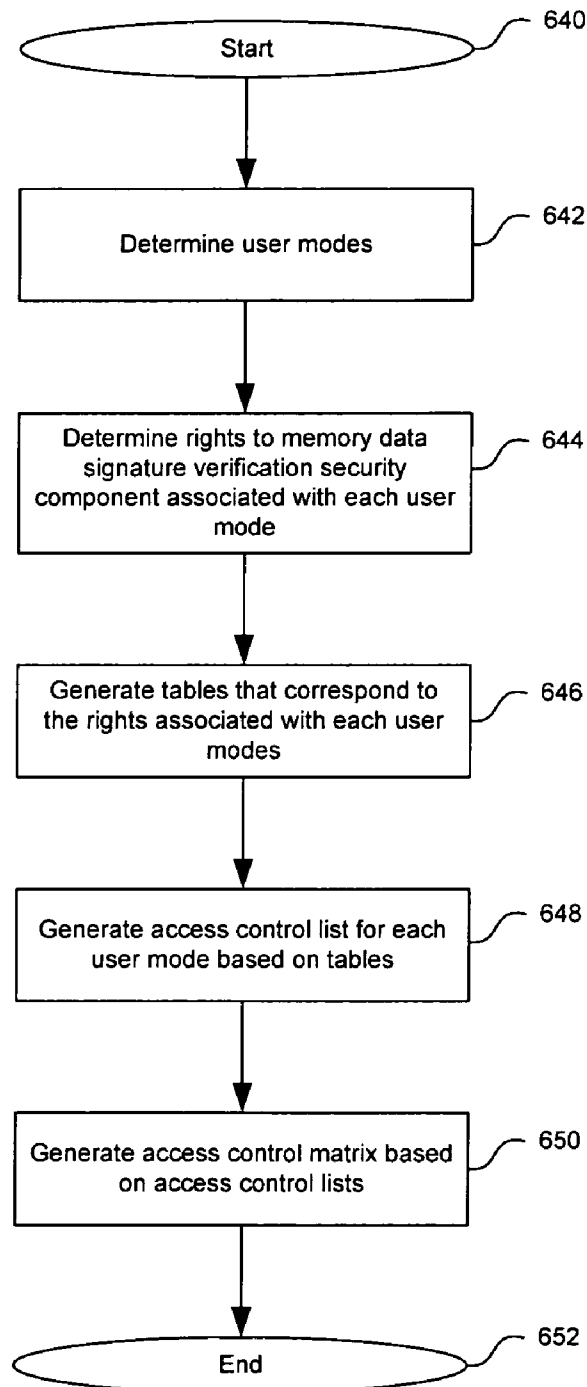 Start
640
Determine user modes
642
Determine rights to memory data
signature verification security
component associated with each user
mode
644
Generate tables that correspond to
the rights associated with each user
modes
646
Generate access control list for each
user mode based on tables
648
Generate access control matrix based
on access control lists
650
End
652